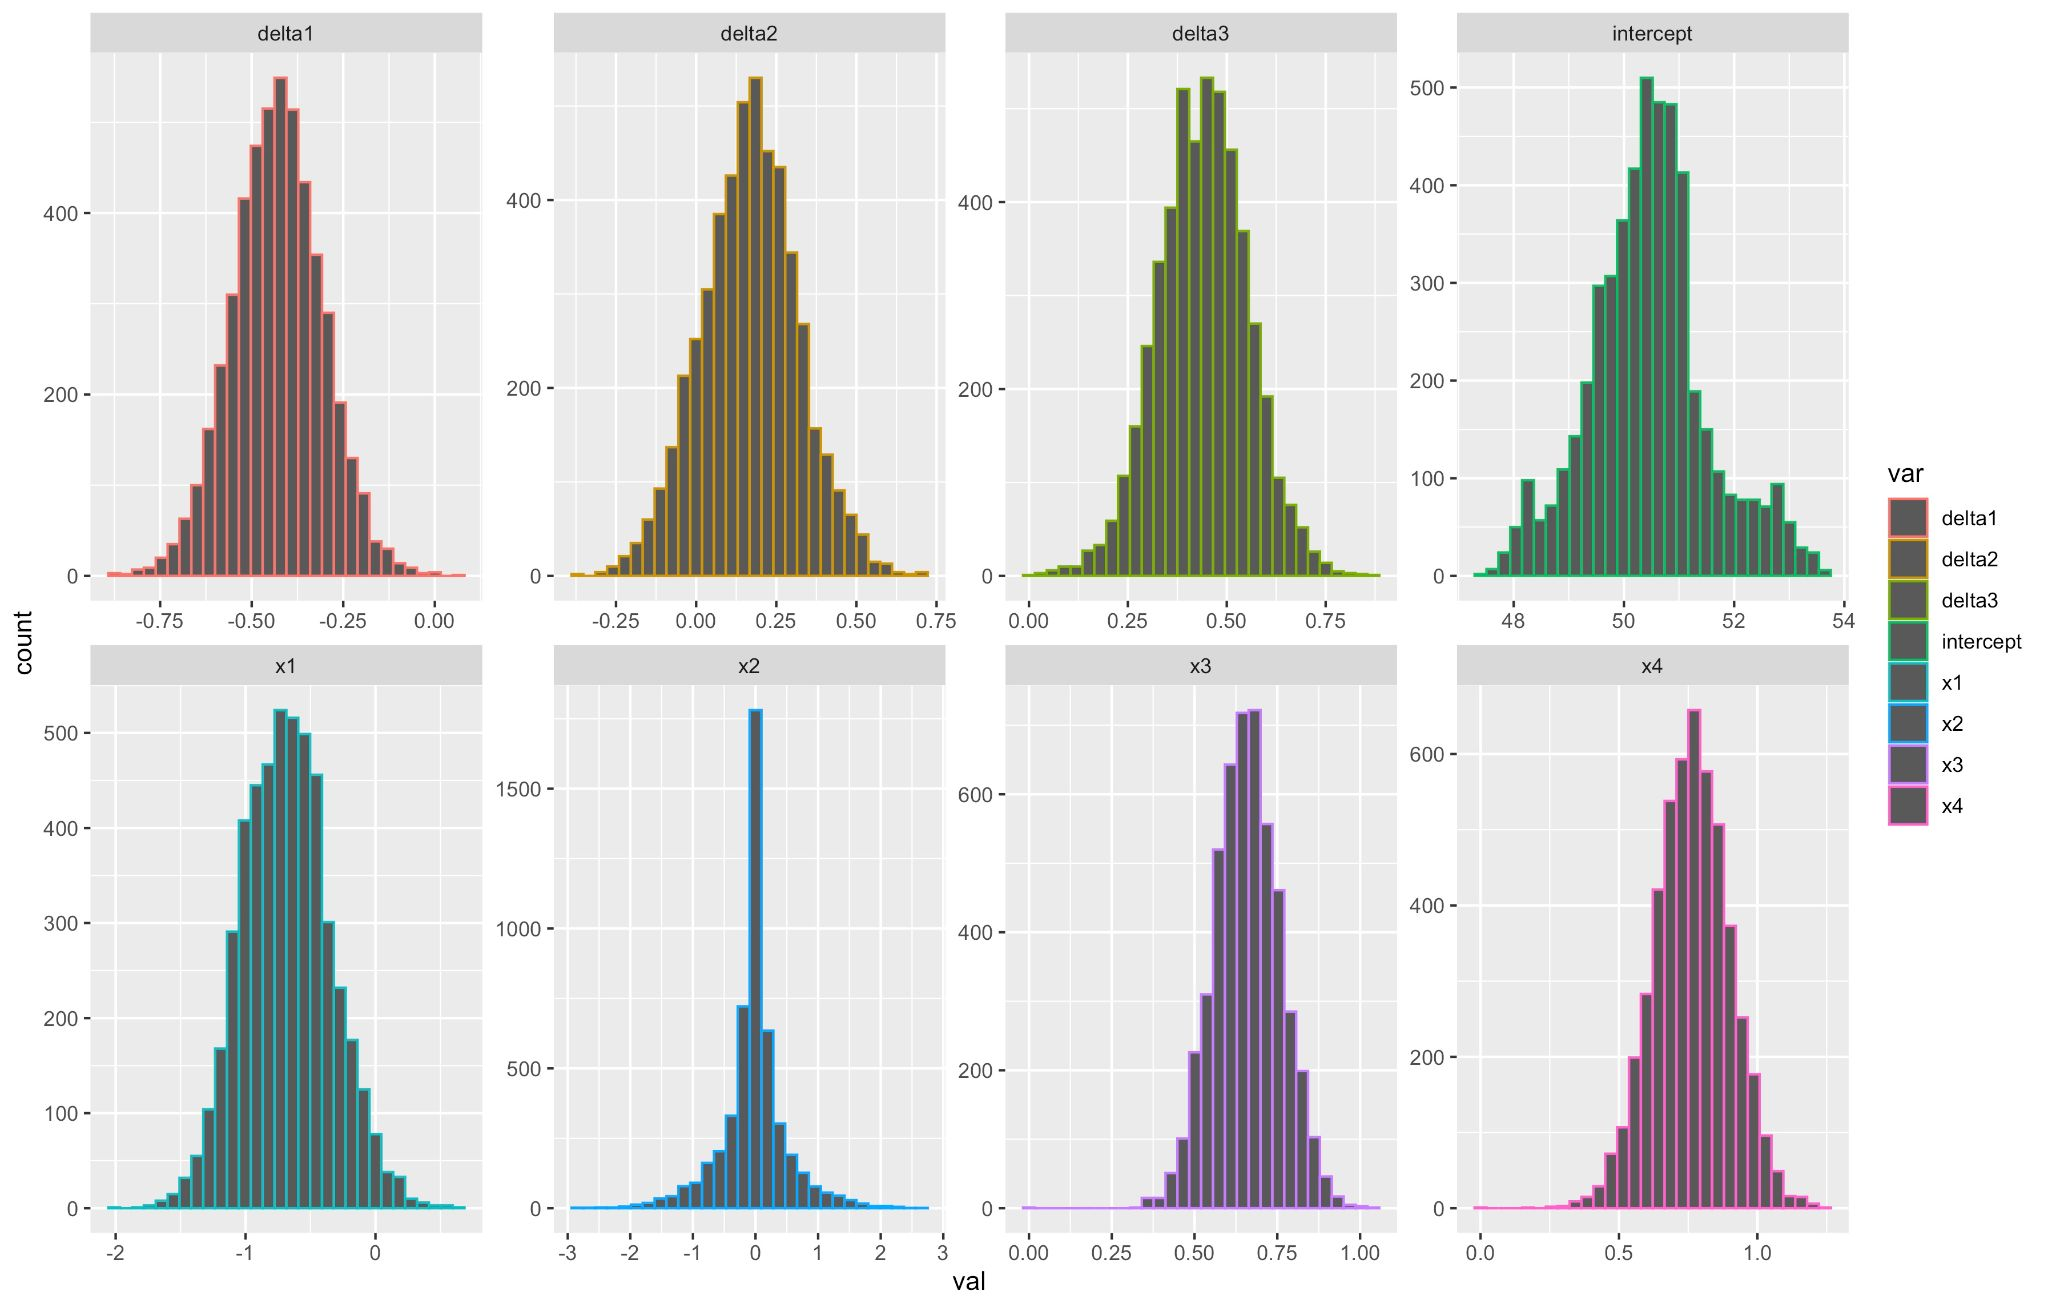 delta1 delta2 delta3 intercept
400
200
0
-0.75 -0.50 -0.25 0.00
400
200
0
-0.25 0.00 0.25 0.50 0.75
400
200
0
0.00 0.25 0.50 0.75
500
400
300
200
100
0
48 50 52 54
x1 x2 x3 x4
500
400
300
200
100
0
-2 -1 0
1500
1000
500
0
-3 -2 -1 0 1 2 3
600
400
200
0
0.00 0.25 0.50 0.75 1.00
600
400
200
0
0.0 0.5 1.0
count
val
var
delta1
delta2
delta3
intercept
x1
x2
x3
x4